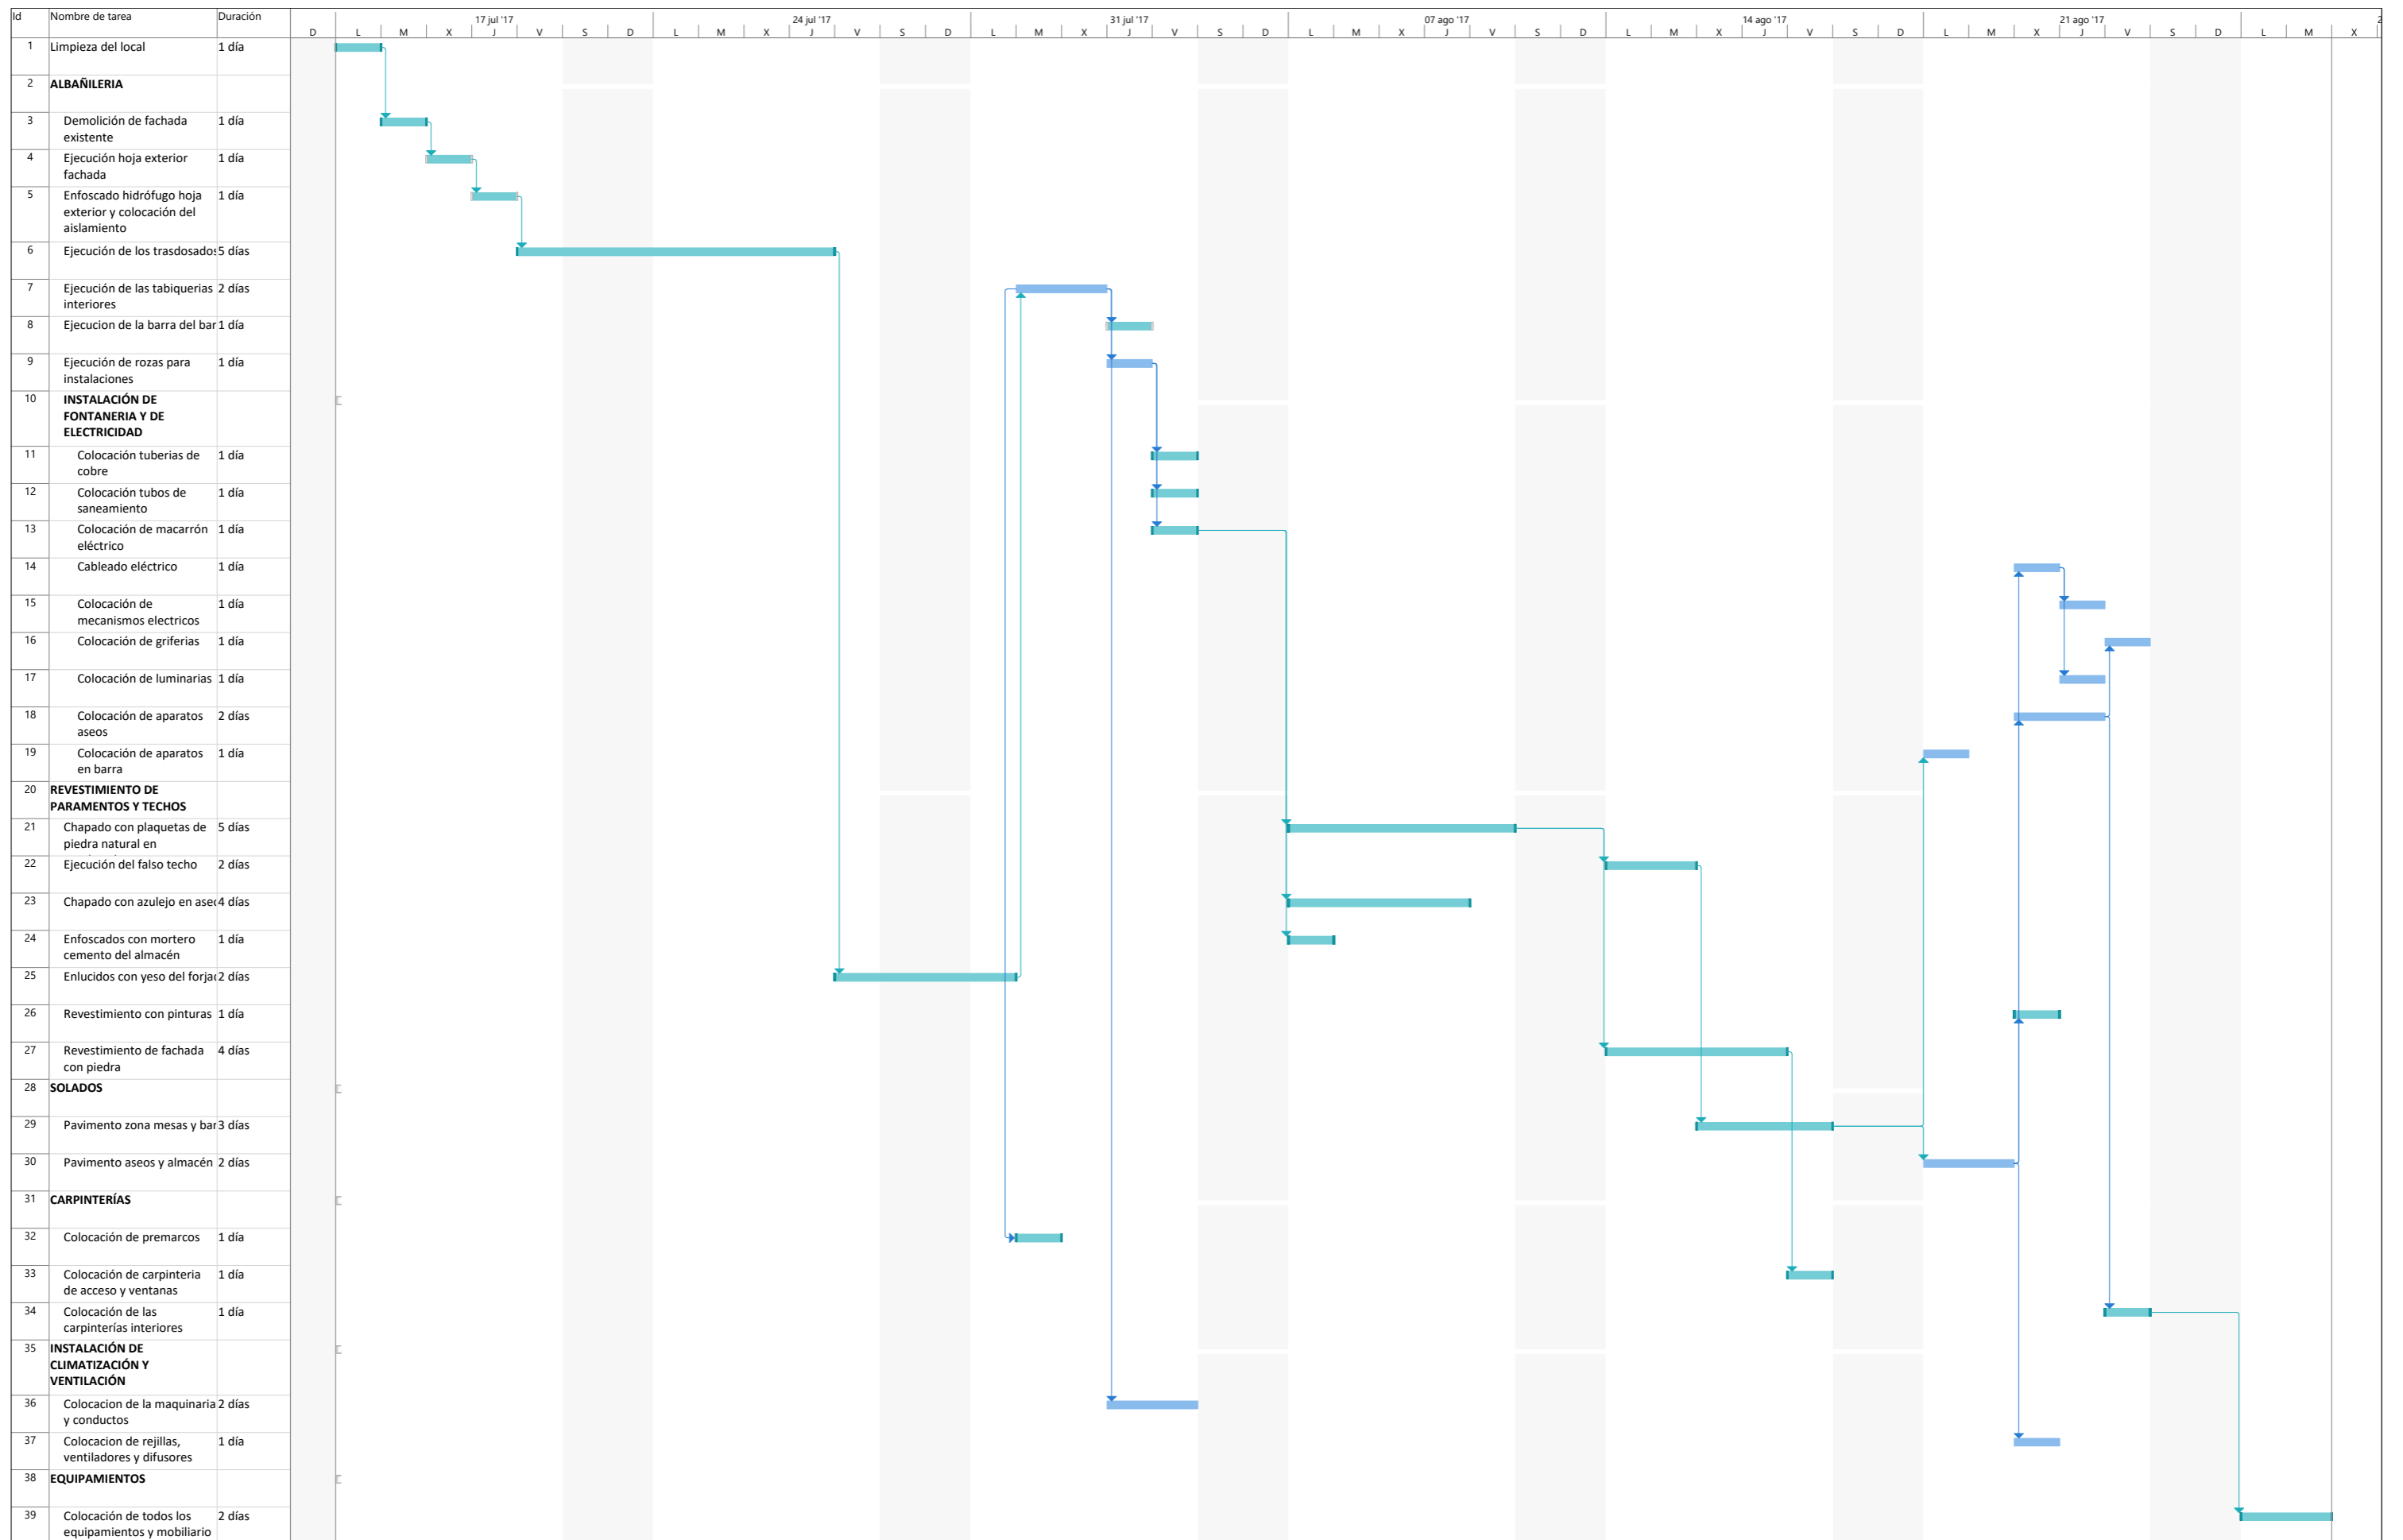 Id Nombre de tarea Duración
17 jul '17 24 jul '17 31 jul '17 07 ago '17 14 ago '17 21 ago '17 2
D L M X J V S D L M X J V S D L M X J V S D L M X J V S D L M X J V S D L M X J V S D L M X
1 Limpieza del local 1 día
2 ALBAÑILERIA
3 Demolición de fachada 1 día
existente
4 Ejecución hoja exterior 1 día
fachada
5 Enfoscado hidrófugo hoja 1 día
exterior y colocación del
aislamiento
6 Ejecución de los trasdosados 5 días
7 Ejecución de las tabiquerias 2 días
interiores
8 Ejecucion de la barra del bar 1 día
9 Ejecución de rozas para 1 día
instalaciones
10 INSTALACIÓN DE
FONTANERIA Y DE
ELECTRICIDAD
11 Colocación tuberias de 1 día
cobre
12 Colocación tubos de 1 día
saneamiento
13 Colocación de macarrón 1 día
eléctrico
14 Cableado eléctrico 1 día
15 Colocación de 1 día
mecanismos electricos
16 Colocación de griferias 1 día
17 Colocación de luminarias 1 día
18 Colocación de aparatos 2 días
aseos
19 Colocación de aparatos 1 día
en barra
20 REVESTIMIENTO DE
PARAMENTOS Y TECHOS
21 Chapado con plaquetas de 5 días
piedra natural en
22 Ejecución del falso techo 2 días
23 Chapado con azulejo en 4 días
24 Enfoscados con mortero 1 día
cemento del almacén
25 Enlucidos con yeso del 2 días
26 Revestimiento con pinturas 1 día
27 Revestimiento de fachada 4 días
con piedra
28 SOLADOS
29 Pavimento zona mesas y bar 3 días
30 Pavimento aseos y almacén 2 días
31 CARPINTERÍAS
32 Colocación de premarcos 1 día
33 Colocación de carpinteria 1 día
de acceso y ventanas
34 Colocación de las 1 día
carpinterías interiores
35 INSTALACIÓN DE
CLIMATIZACIÓN Y
VENTILACIÓN
36 Colocacion de la maquinaria 2 días
y conductos
37 Colocacion de rejillas, 1 día
ventiladores y difusores
38 EQUIPAMIENTOS
39 Colocación de todos los 2 días
equipamientos y mobiliario